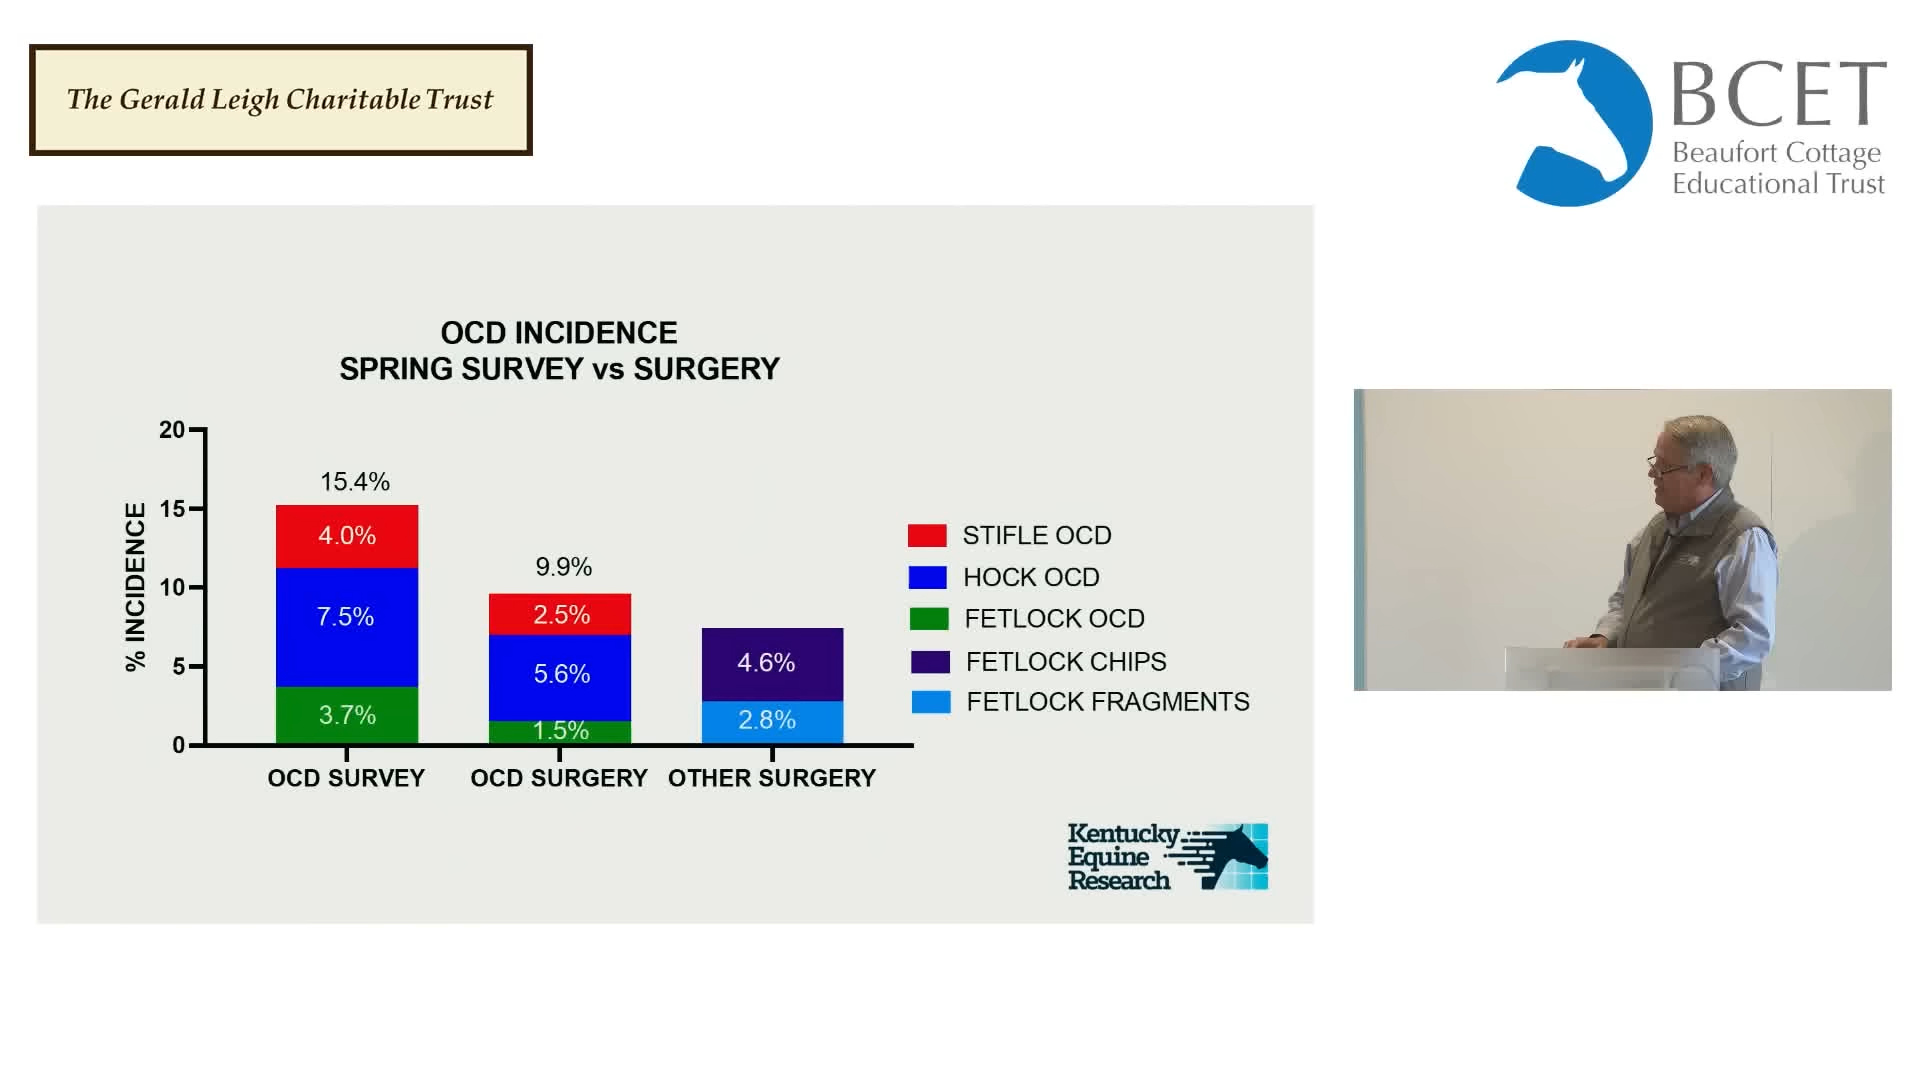 The Gerald Leigh Charitable Trust
BCET
Beaufort Cottage
Educational Trust
OCD INCIDENCE
SPRING SURVEY vs SURGERY
% INCIDENCE
20
15
10
5
0
15.4%
4.0%
7.5%
3.7%
9.9%
2.5%
5.6%
1.5%
4.6%
2.8%
OCD SURVEY
OCD SURGERY
OTHER SURGERY
STIFLE OCD
HOCK OCD
FETLOCK OCD
FETLOCK CHIPS
FETLOCK FRAGMENTS
Kentucky
Equine
Research